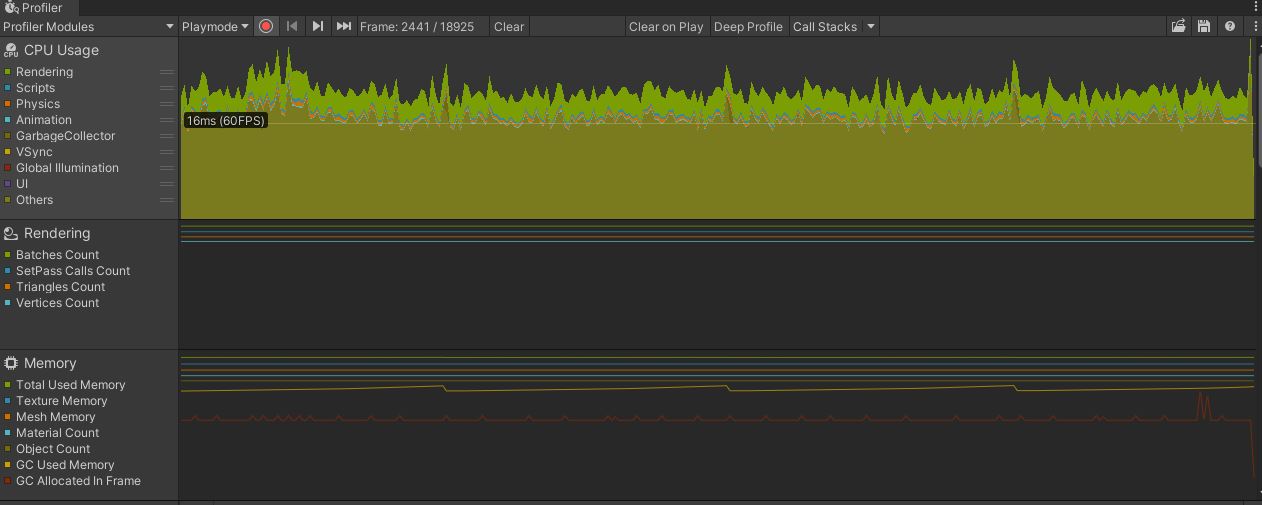 Profiler
Profiler Modules Playmode Frame: 2441 / 18925 Clear Clear on Play Deep Profile Call Stacks
CPU CPU Usage
Rendering
Scripts
Physics
Animation
GarbageCollector
VSync
Global Illumination
UI
Others
16ms (60FPS)
Rendering
Batches Count
SetPass Calls Count
Triangles Count
Vertices Count
Memory
Total Used Memory
Texture Memory
Mesh Memory
Material Count
Object Count
GC Used Memory
GC Allocated In Frame